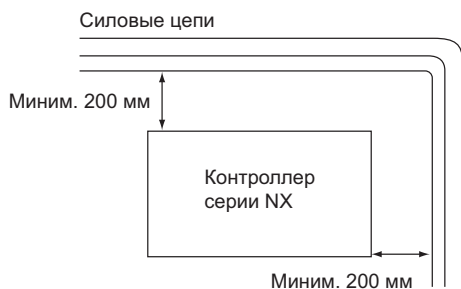 Силовые цепи
Миним. 200 мм
Контроллер
серии NX
Миним. 200 мм